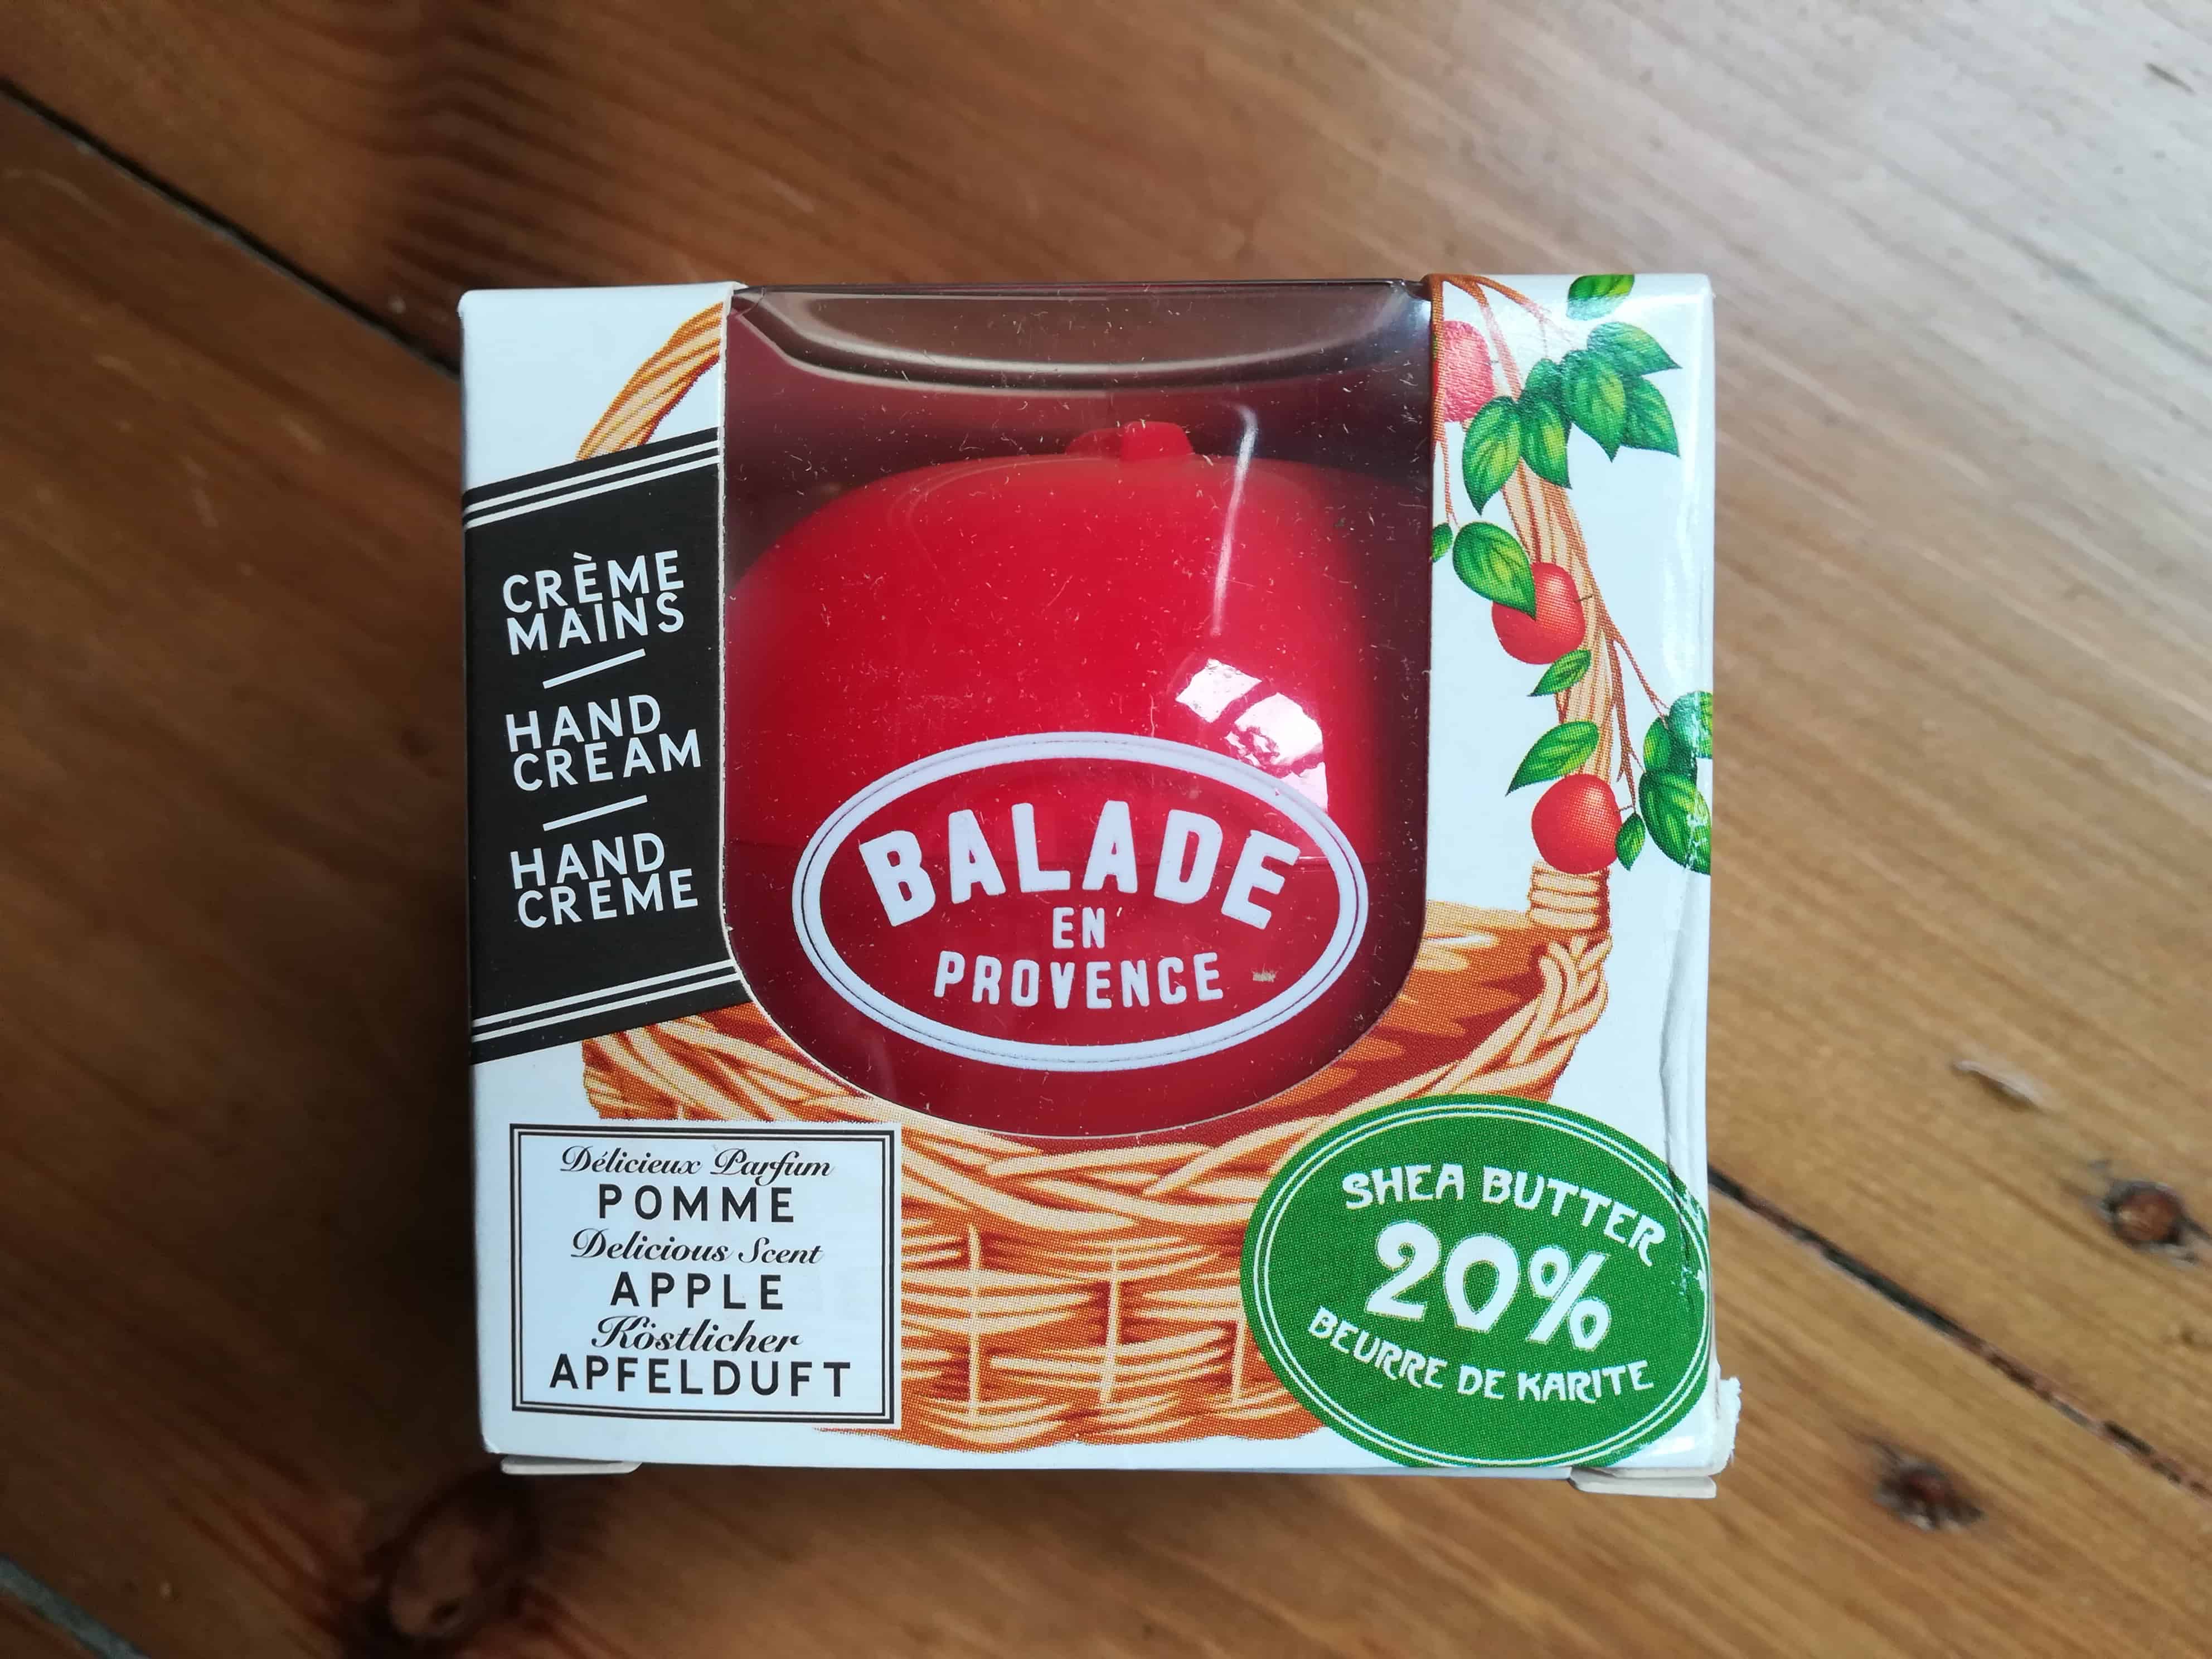 CRÈME
MAINS
HAND
CREAM
HAND
CREME
BALADE
EN
PROVENCE
Délicieux Parfum
POMME
Delicious Scent
APPLE
Köstlicher
APFELDUFT
SHEA BUTTER
20%
BEURRE DE KARITE